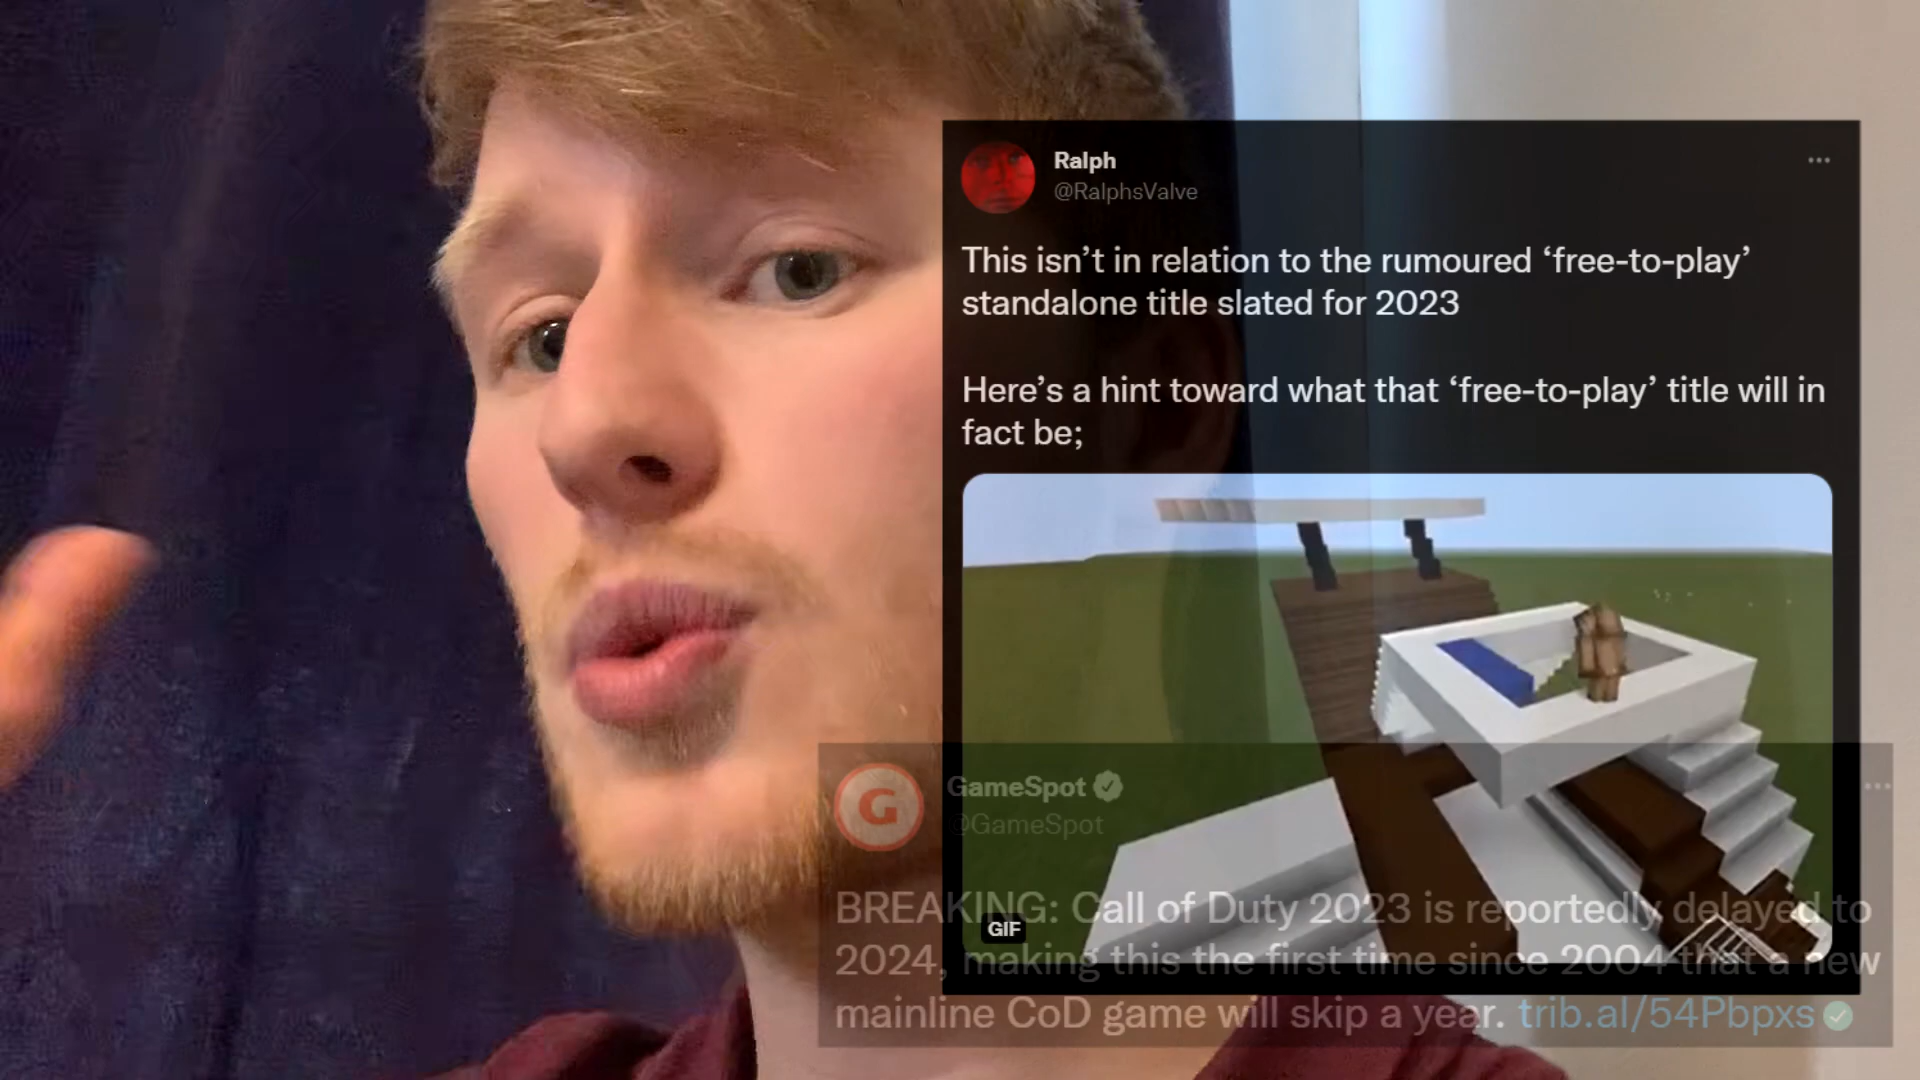 Ralph
@RalphsValve
This isn’t in relation to the rumoured ‘free-to-play’
standalone title slated for 2023
Here’s a hint toward what that ‘free-to-play’ title will in
fact be;
GameSpot
@GameSpot
BREAKING: Call of Duty 2023 is reportedly delayed to
GIF
2024, making this the first time since 2004 that a new
mainline CoD game will skip a year. trib.al/54Pbpxs